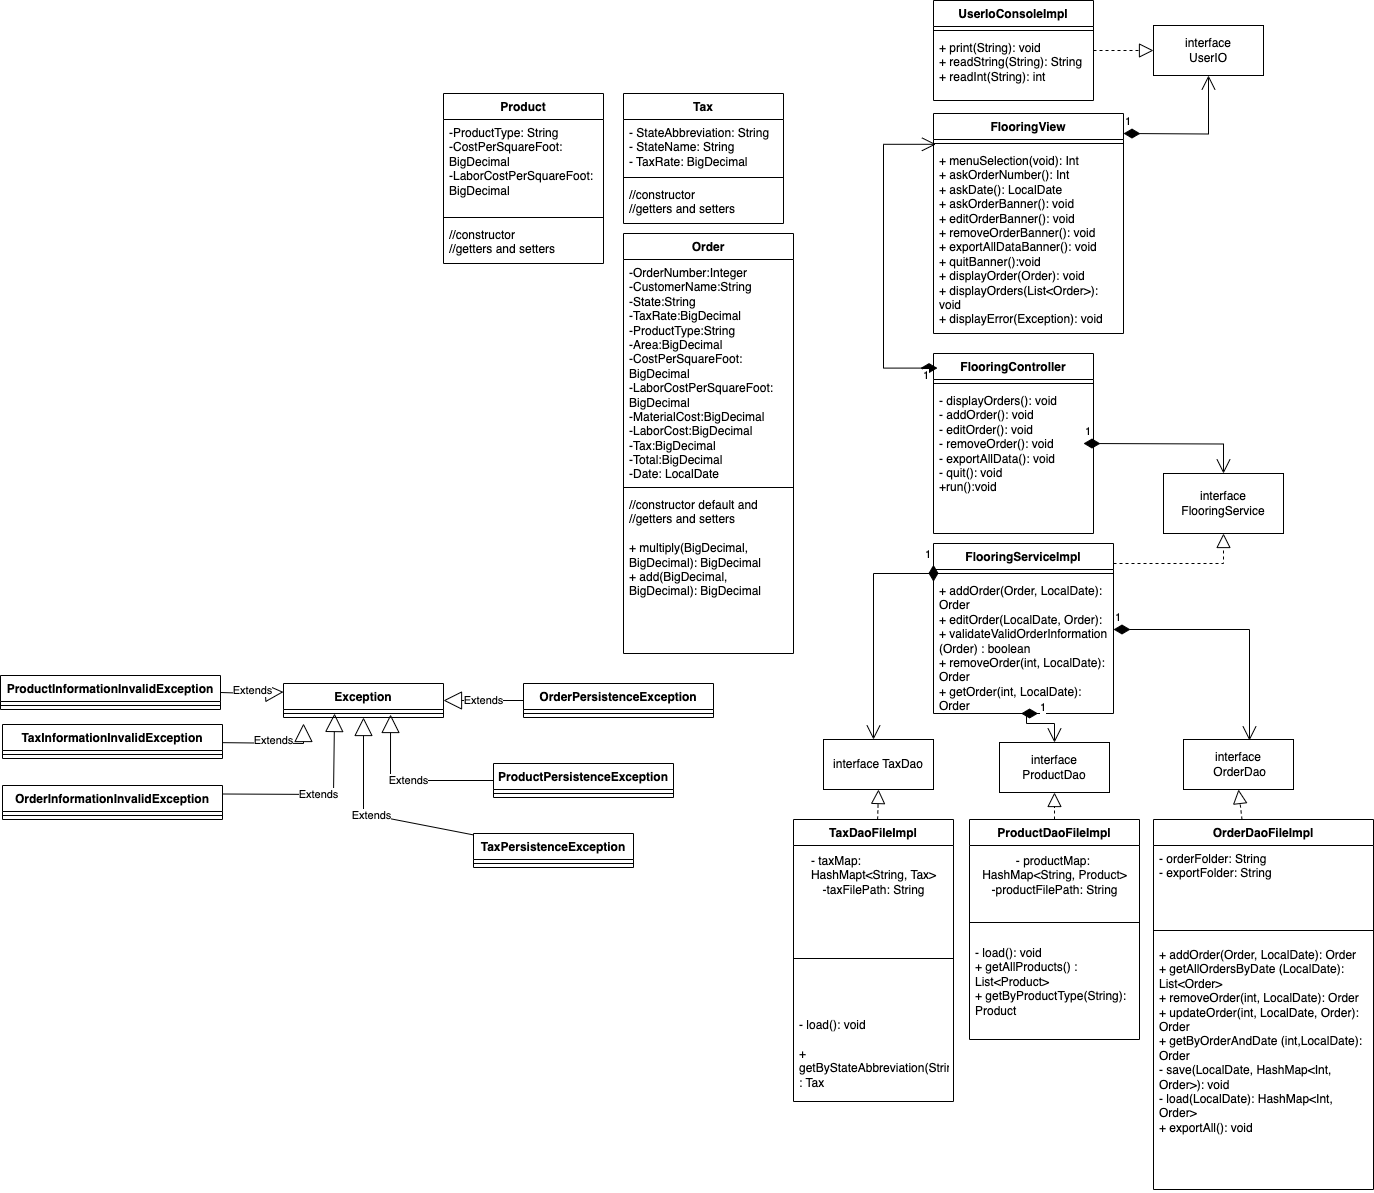 UserIoConsoleImpl
+ print(String): void
+ readString(String): String
+ readInt(String): int
interface
UserIO
Product
-ProductType: String
-CostPerSquareFoot:
BigDecimal
-LaborCostPerSquareFoot:
BigDecimal
//constructor
//getters and setters
Tax
- StateAbbreviation: String
- StateName: String
- TaxRate: BigDecimal
//constructor
//getters and setters
Order
-OrderNumber:Integer
-CustomerName:String
-State:String
-TaxRate:BigDecimal
-ProductType:String
-Area:BigDecimal
-CostPerSquareFoot:
BigDecimal
-LaborCostPerSquareFoot:
BigDecimal
-MaterialCost:BigDecimal
-LaborCost:BigDecimal
-Tax:BigDecimal
-Total:BigDecimal
-Date: LocalDate
//constructor default and
//getters and setters
+ multiply(BigDecimal,
BigDecimal): BigDecimal
+ add(BigDecimal,
BigDecimal): BigDecimal
FlooringView
1
+ menuSelection(void): Int
+ askOrderNumber(): Int
+ askDate(): LocalDate
+ askOrderBanner(): void
+ editOrderBanner(): void
+ removeOrderBanner(): void
+ exportAllDataBanner(): void
+ quitBanner():void
+ displayOrder(Order): void
+ displayOrders(List<Order>):
void
+ displayError(Exception): void
1
FlooringController
- displayOrders(): void
- addOrder(): void
- editOrder(): void
- removeOrder(): void
- exportAllData(): void
- quit(): void
+run():void
1
interface
FlooringService
1
FlooringServiceImpl
+ addOrder(Order, LocalDate):
Order
+ editOrder(LocalDate, Order):
+ validateValidOrderInformation
(Order) : boolean
+ removeOrder(int, LocalDate):
Order
+ getOrder(int, LocalDate):
Order
1
1
ProductInformationInvalidException
Extends
Exception
Extends
OrderPersistenceException
TaxInformationInvalidException
Extends
OrderInformationInvalidException
Extends
Extends
ProductPersistenceException
Extends
TaxPersistenceException
interface TaxDao
interface
ProductDao
interface
OrderDao
TaxDaoFileImpl
- taxMap:
HashMapt<String, Tax>
-taxFilePath: String
- load(): void
+
getByStateAbbreviation(Strin
: Tax
ProductDaoFileImpl
- productMap:
HashMap<String, Product>
-productFilePath: String
- load(): void
+ getAllProducts() :
List<Product>
+ getByProductType(String):
Product
OrderDaoFileImpl
- orderFolder: String
- exportFolder: String
+ addOrder(Order, LocalDate): Order
+ getAllOrdersByDate (LocalDate):
List<Order>
+ removeOrder(int, LocalDate): Order
+ updateOrder(int, LocalDate, Order):
Order
+ getByOrderAndDate (int,LocalDate):
Order
- save(LocalDate, HashMap<Int,
Order>): void
- load(LocalDate): HashMap<Int,
Order>
+ exportAll(): void